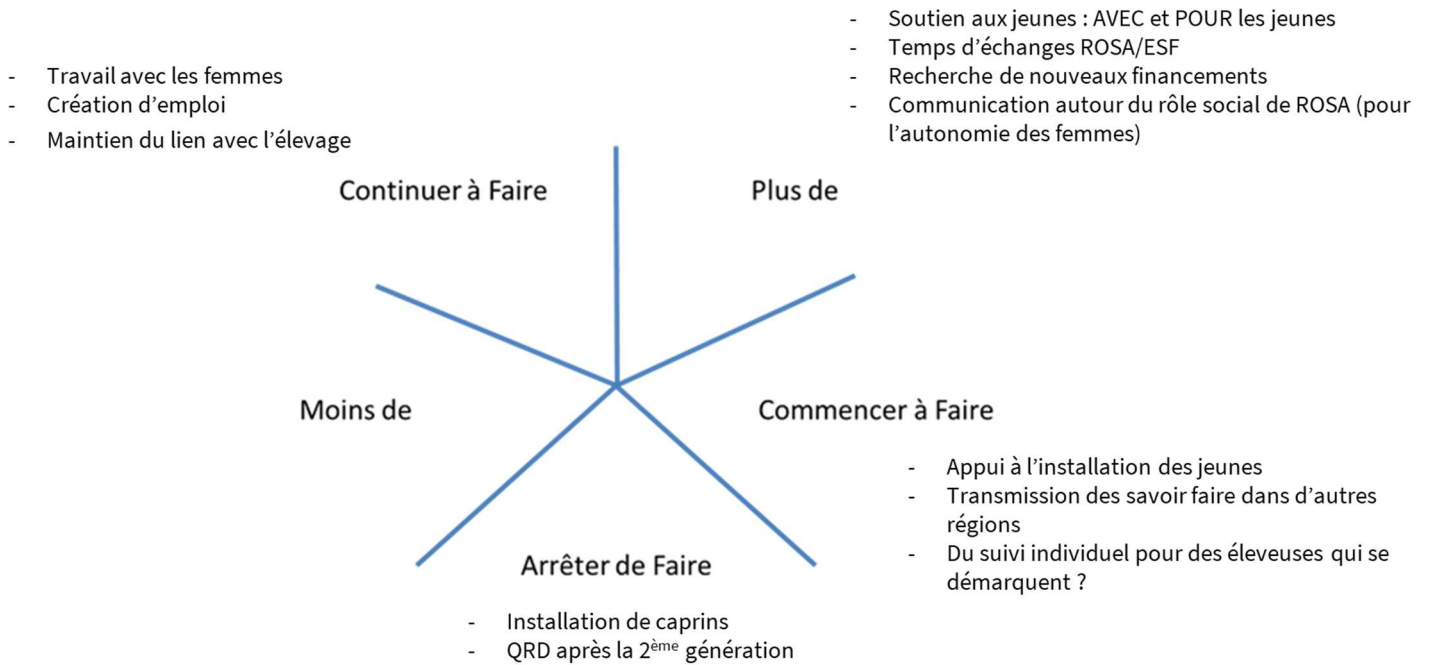 - Travail avec les femmes
- Création d'emploi
- Maintien du lien avec l'élevage
Continuer à Faire
- Soutien aux jeunes : AVEC et POUR les jeunes
- Temps d'échanges ROSA/ESF
- Recherche de nouveaux financements
- Communication autour du rôle social de ROSA (pour
l'autonomie des femmes)
Plus de
Moins de
Commencer à Faire
- Appui à l'installation des jeunes
- Transmission des savoir faire dans d'autres
régions
- Du suivi individuel pour des éleveuses qui se
démarquent ?
Arrêter de Faire
- Installation de caprins
- QRD après la 2ème génération